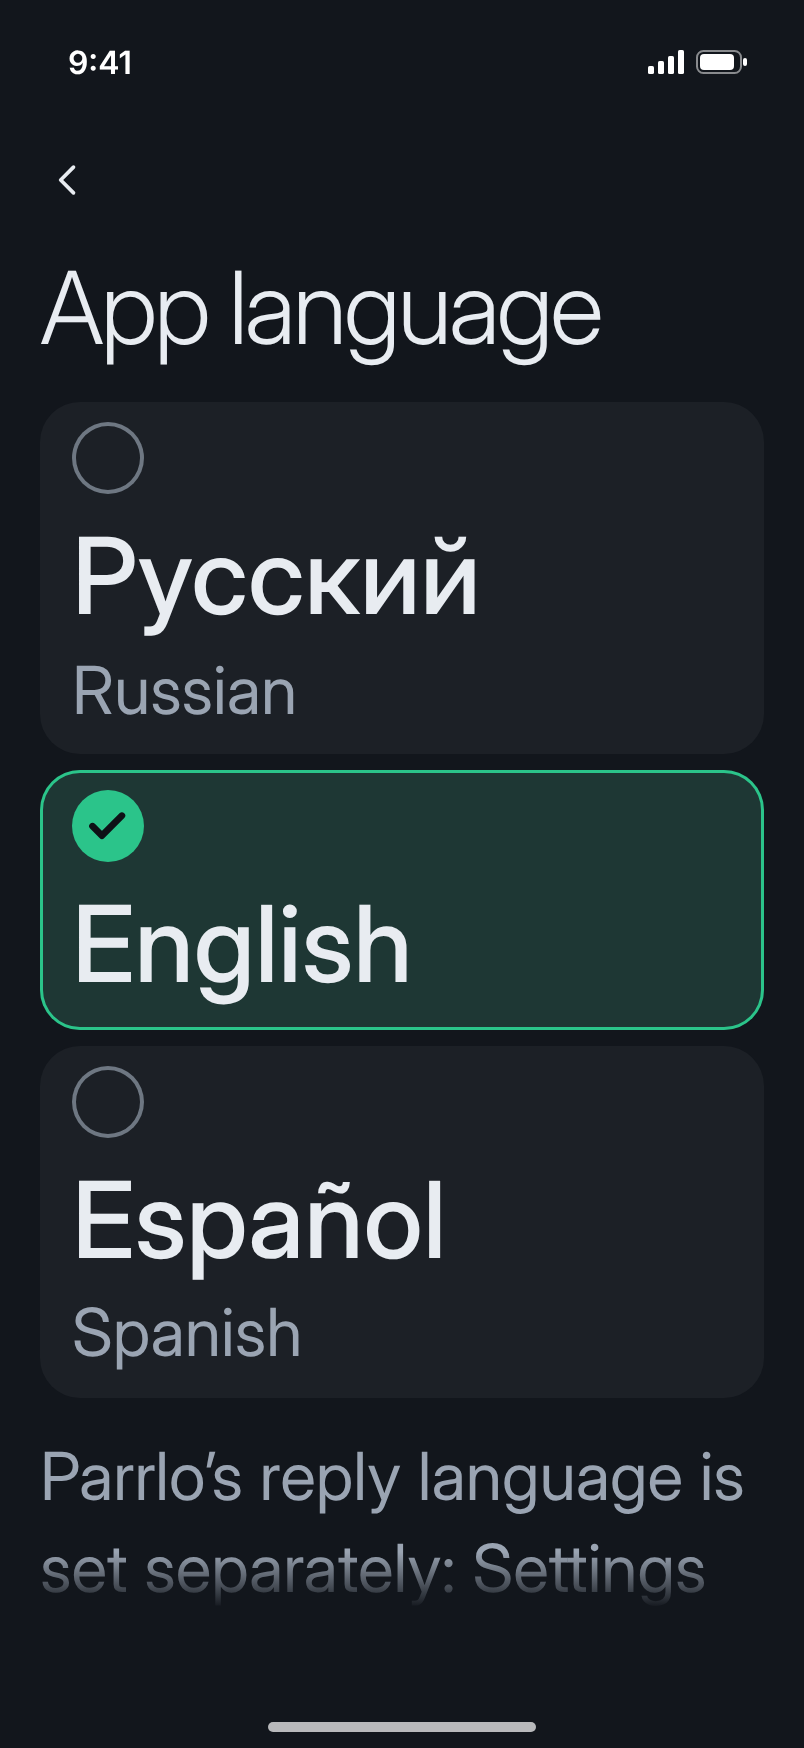 9:41
App language
Русский
Russian
English
Español
Spanish
Parrlo’s reply language is
set separately: Settings